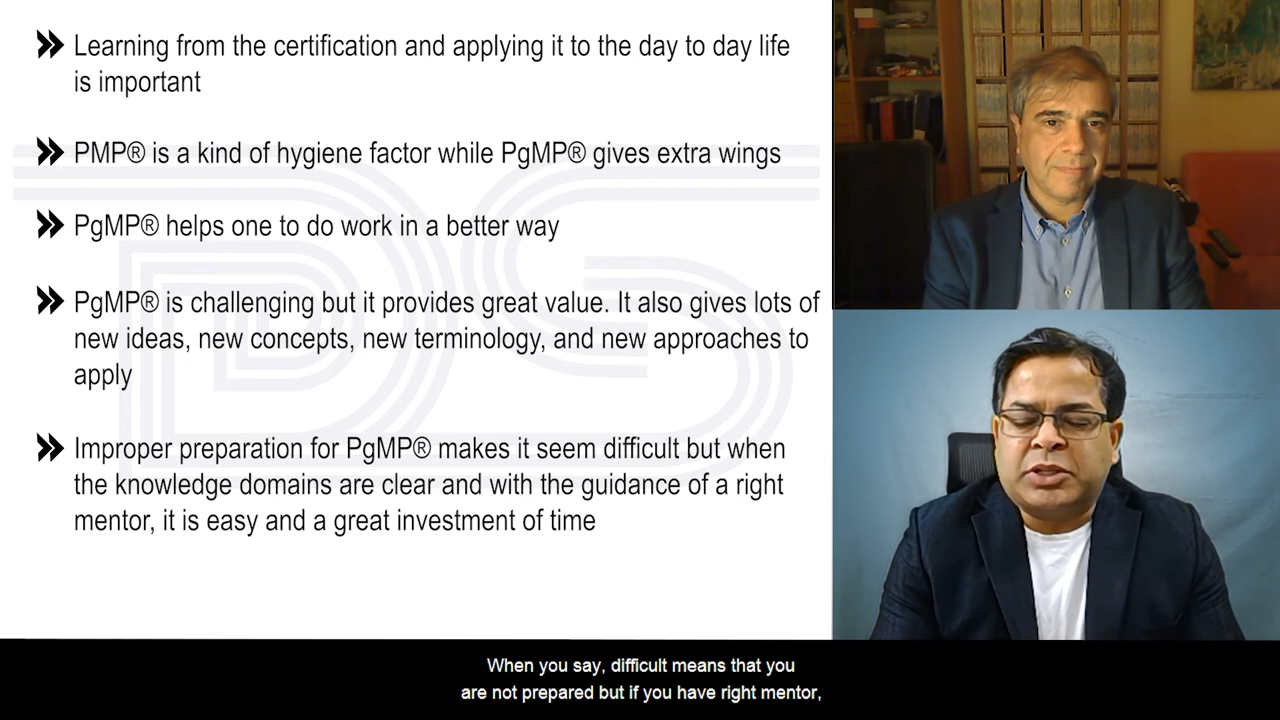 Learning from the certification and applying it to the day to day life
is important
PMP® is a kind of hygiene factor while PgMP® gives extra wings
PgMP® helps one to do work in a better way
PgMP® is challenging but it provides great value. It also gives lots of
new ideas, new concepts, new terminology, and new approaches to
apply
Improper preparation for PgMP® makes it seem difficult but when
the knowledge domains are clear and with the guidance of a right
mentor, it is easy and a great investment of time
When you say, difficult means that you
are not prepared but if you have right mentor,